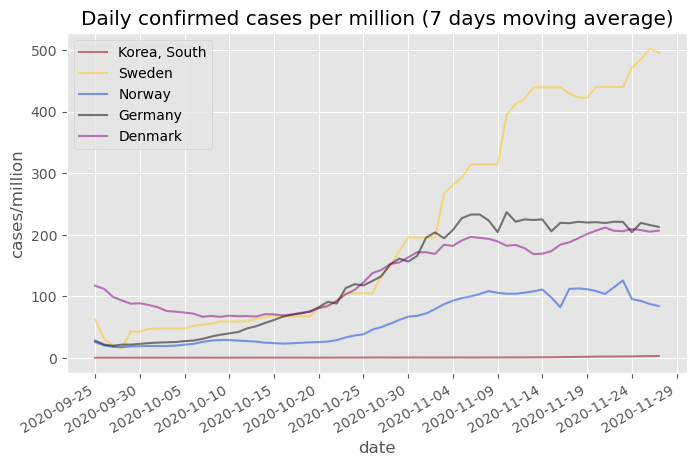 Daily confirmed cases per million (7 days moving average)
Korea, South
Sweden
Norway
Germany
Denmark
cases/million
500
400
300
200
100
0
2020-09-25
2020-09-30
2020-10-05
2020-10-10
2020-10-15
2020-10-20
2020-10-25
2020-10-30
2020-11-04
2020-11-09
2020-11-14
2020-11-19
2020-11-24
2020-11-29
date